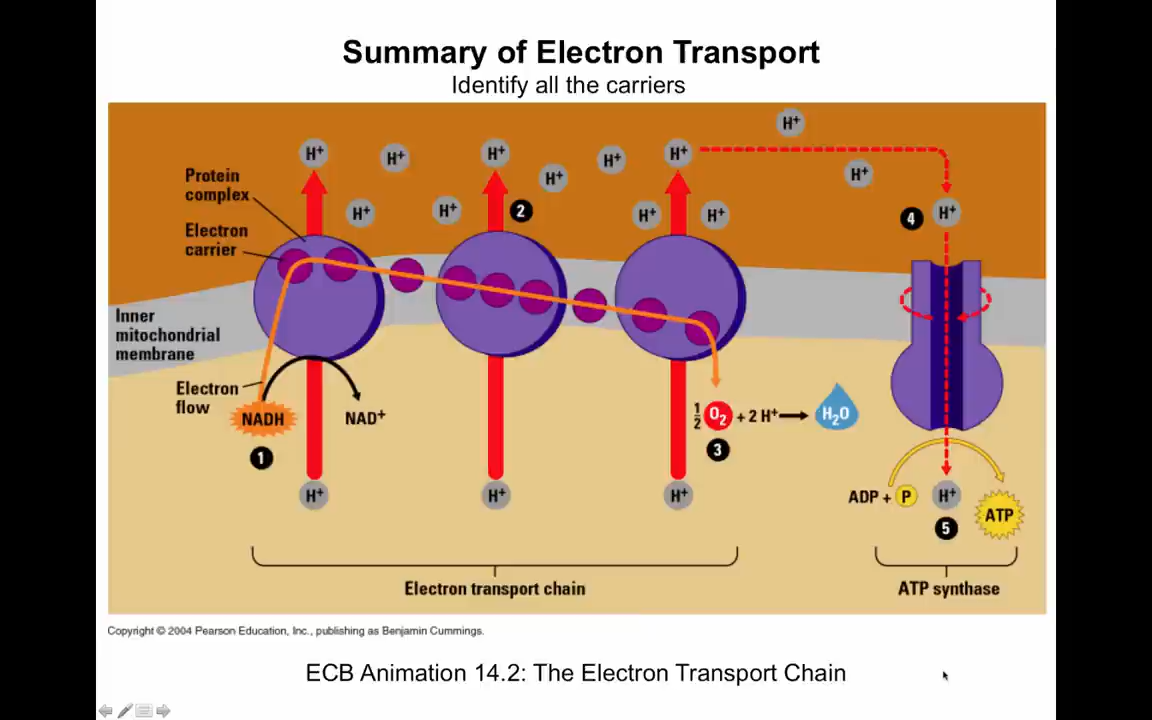 Summary of Electron Transport
Identify all the carriers
H⁺
H⁺
H⁺
H⁺
H⁺
H⁺
H⁺
H⁺
Protein
complex
H⁺
H⁺
H⁺
H⁺
2
4
H⁺
Electron
carrier
Inner
mitochondrial
membrane
Electron
flow
NADH
NAD⁺
1
½ O₂ + 2 H⁺
H₂O
3
H⁺
H⁺
H⁺
ADP + P
H⁺
ATP
5
Electron transport chain
ATP synthase
Copyright © 2004 Pearson Education, Inc., publishing as Benjamin Cummings.
ECB Animation 14.2: The Electron Transport Chain